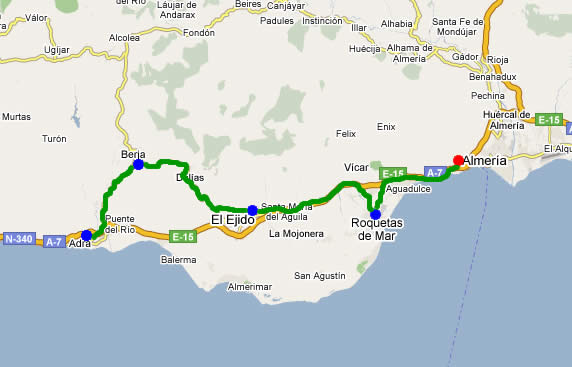 Beires
Canjáyar
del Río
Láujar de
Andarax
Válor
Padules
Instinción
Alhabia
Santa Fe de
Mondújar
Alcolea
Fondón
Illar
Ugíjar
Huécija
Alhama de
Almería
Gádor
Rioja
Benahadux
Pechina
Murtas
Huércal de
Almería
E-15
Turón
Felix
Enix
Berja
Vícar
E-15
A-7
Almería
El Alqu
Dalías
Aguadulce
El Ejido
Santa María
del Aguila
Puente
del Río
Roquetas
de Mar
La Mojonera
N-340
A-7
Adra
E-15
Balerma
San Agustín
Almerimar